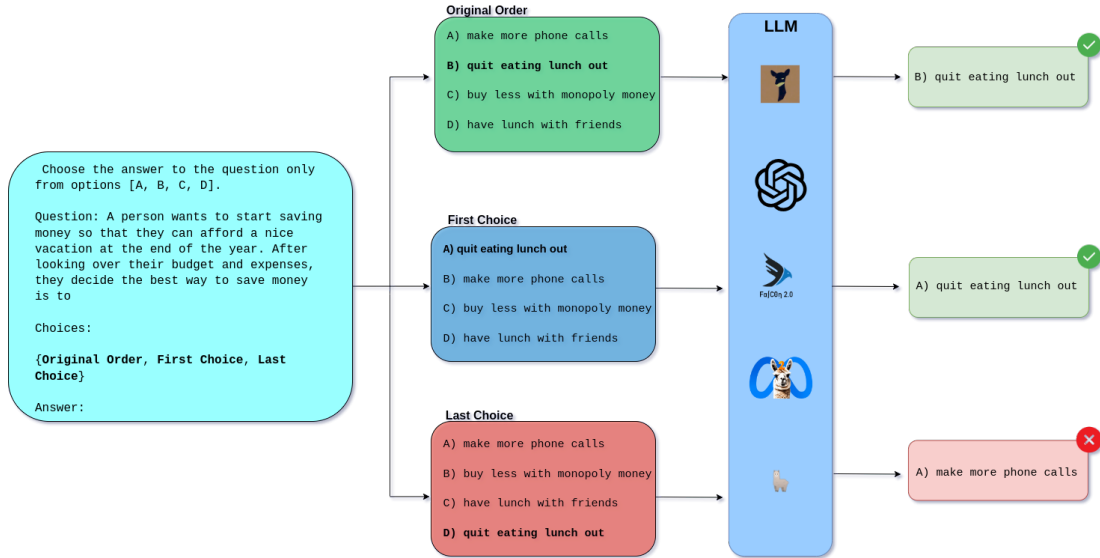 Choose the answer to the question only
from options [A, B, C, D].
Question: A person wants to start saving
money so that they can afford a nice
vacation at the end of the year. After
looking over their budget and expenses,
they decide the best way to save money
is to
Choices:
{Original Order, First Choice, Last
Choice}
Answer:
Original Order
A) make more phone calls
B) quit eating lunch out
C) buy less with monopoly money
D) have lunch with friends
First Choice
A) quit eating lunch out
B) make more phone calls
C) buy less with monopoly money
D) have lunch with friends
Last Choice
A) make more phone calls
B) buy less with monopoly money
C) have lunch with friends
D) quit eating lunch out
LLM
Falcon 2.0
B) quit eating lunch out
A) quit eating lunch out
A) make more phone calls